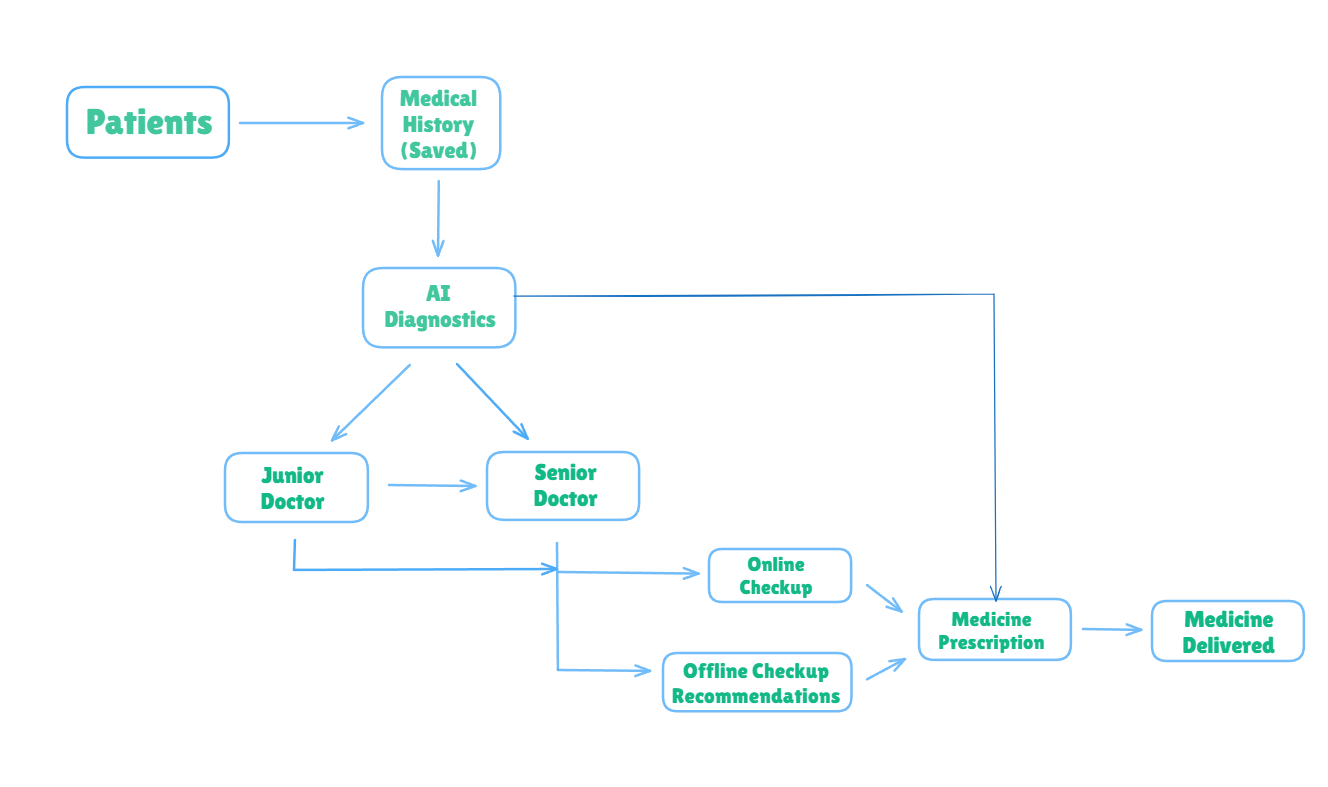 Patients
Medical
History
(Saved)
AI
Diagnostics
Junior
Doctor
Senior
Doctor
Online
Checkup
Offline Checkup
Recommendations
Medicine
Prescription
Medicine
Delivered